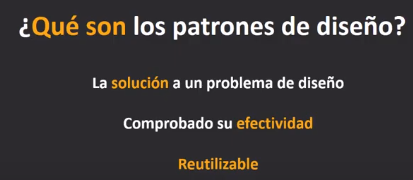 ¿Qué son los patrones de diseño?
La solución a un problema de diseño
Comprobado su efectividad
Reutilizable